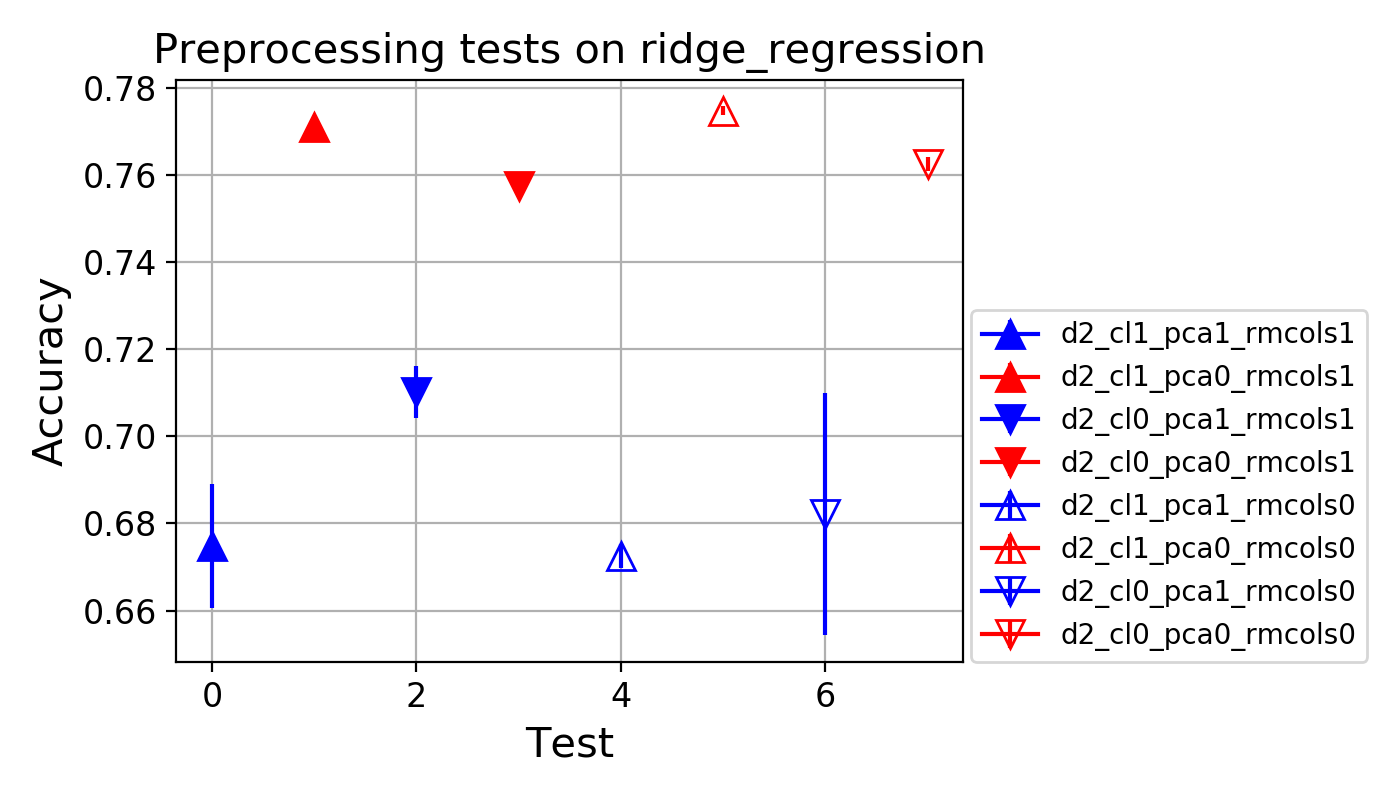 Preprocessing tests on ridge_regression
0.78
0.76
0.74
0.72
0.70
0.68
0.66
Accuracy
0 2 4 6
Test
d2_cl1_pca1_rmcols1
d2_cl1_pca0_rmcols1
d2_cl0_pca1_rmcols1
d2_cl0_pca0_rmcols1
d2_cl1_pca1_rmcols0
d2_cl1_pca0_rmcols0
d2_cl0_pca1_rmcols0
d2_cl0_pca0_rmcols0